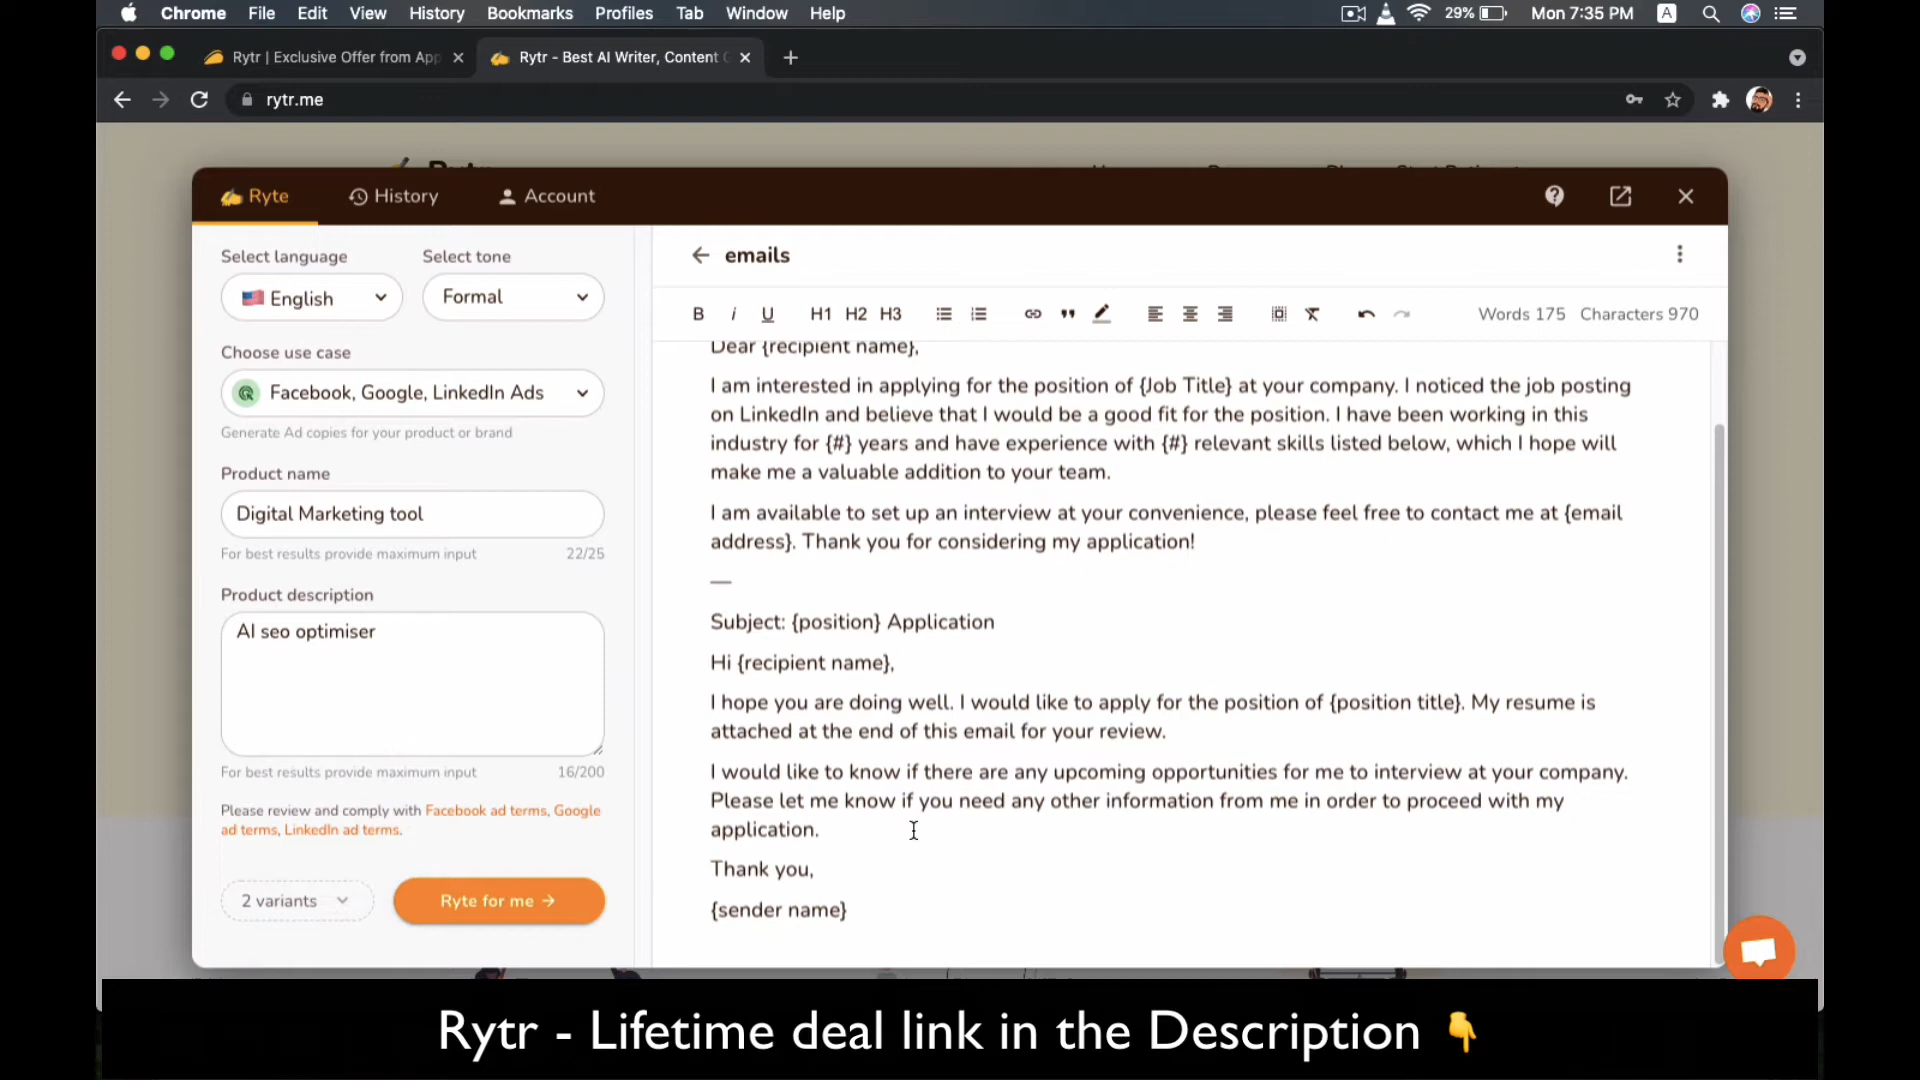 Chrome File Edit View History Bookmarks Profiles Tab Window Help 29% Mon 7:35 PM A
Rytr | Exclusive Offer from App Rytr - Best AI Writer, Content G
rytr.me
Ryte History Account
Select language Select tone
English Formal
Choose use case
Facebook, Google, LinkedIn Ads
Generate Ad copies for your product or brand
Product name
Digital Marketing tool
For best results provide maximum input 22/25
Product description
AI seo optimiser
For best results provide maximum input 16/200
Please review and comply with Facebook ad terms, Google
ad terms, LinkedIn ad terms.
2 variants Ryte for me →
emails
B i U H1 H2 H3 Words 175 Characters 970
Dear {recipient name},
I am interested in applying for the position of {Job Title} at your company. I noticed the job posting
on LinkedIn and believe that I would be a good fit for the position. I have been working in this
industry for {#} years and have experience with {#} relevant skills listed below, which I hope will
make me a valuable addition to your team.
I am available to set up an interview at your convenience, please feel free to contact me at {email
address}. Thank you for considering my application!
—
Subject: {position} Application
Hi {recipient name},
I hope you are doing well. I would like to apply for the position of {position title}. My resume is
attached at the end of this email for your review.
I would like to know if there are any upcoming opportunities for me to interview at your company.
Please let me know if you need any other information from me in order to proceed with my
application.
Thank you,
{sender name}
Rytr - Lifetime deal link in the Description 👇